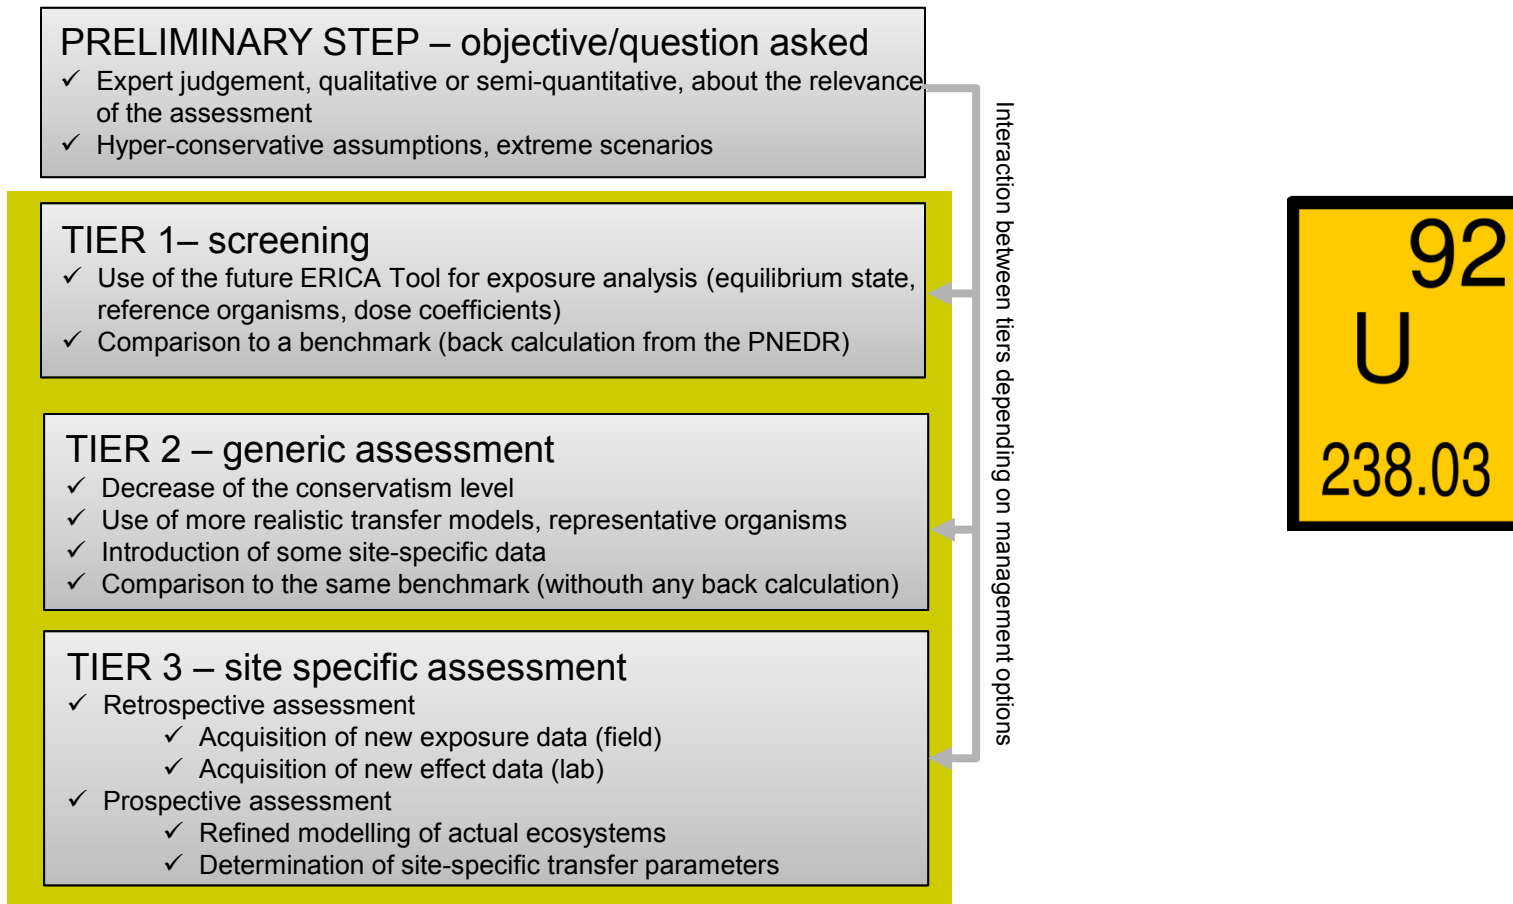 PRELIMINARY STEP – objective/question asked
✓ Expert judgement, qualitative or semi-quantitative, about the relevance
of the assessment
✓ Hyper-conservative assumptions, extreme scenarios
TIER 1– screening
✓ Use of the future ERICA Tool for exposure analysis (equilibrium state,
reference organisms, dose coefficients)
✓ Comparison to a benchmark (back calculation from the PNEDR)
TIER 2 – generic assessment
✓ Decrease of the conservatism level
✓ Use of more realistic transfer models, representative organisms
✓ Introduction of some site-specific data
✓ Comparison to the same benchmark (withouth any back calculation)
TIER 3 – site specific assessment
✓ Retrospective assessment
✓ Acquisition of new exposure data (field)
✓ Acquisition of new effect data (lab)
✓ Prospective assessment
✓ Refined modelling of actual ecosystems
✓ Determination of site-specific transfer parameters
Interaction between tiers depending on management options
92
U
238.03